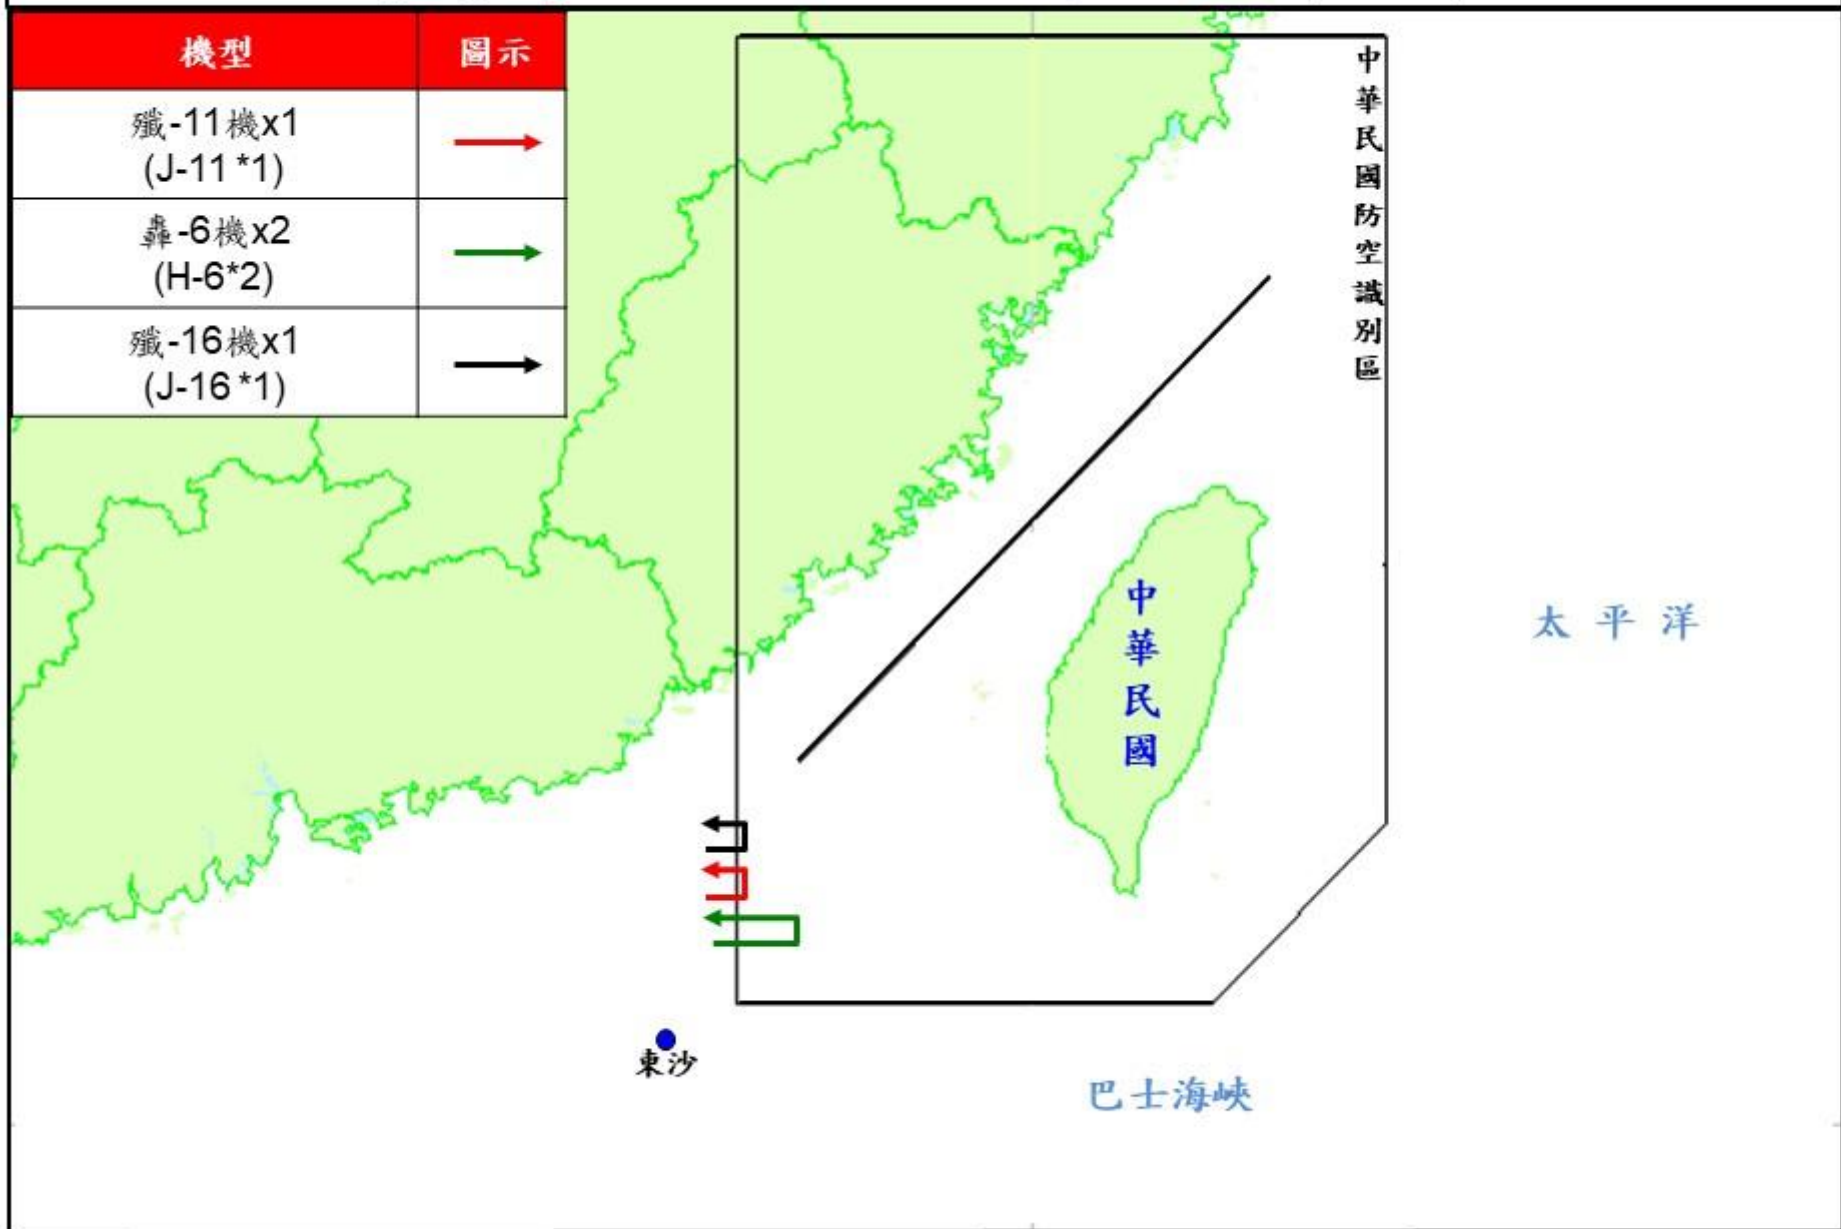 機型 圖示
殲-11機x1
(J-11*1)
轟-6機x2
(H-6*2)
殲-16機x1
(J-16*1)
中華民國防空識別區
中華民國
太平洋
東沙
巴士海峽